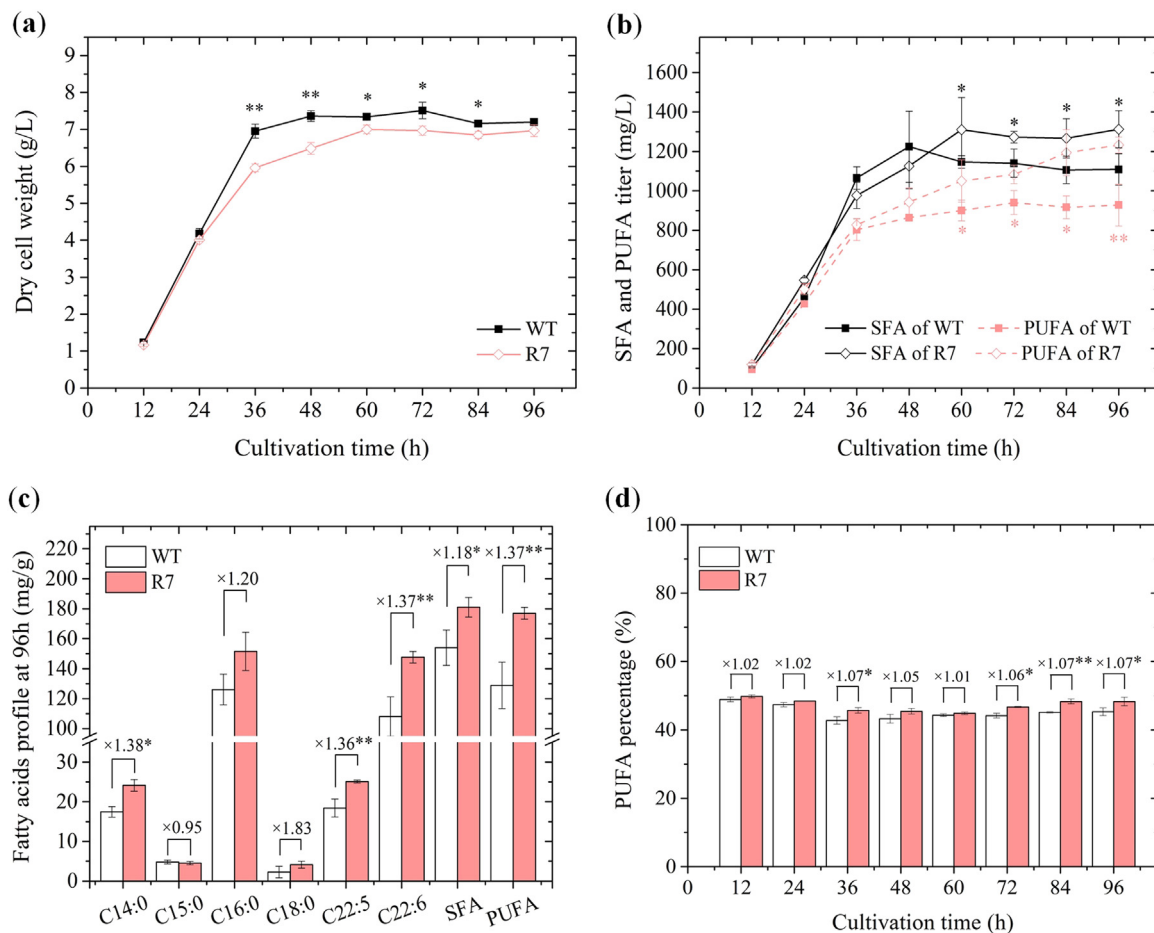 (a)
Dry cell weight (g/L)
9
8
7
6
5
4
3
2
1
0
** ** * * *
WT
R7
0 12 24 36 48 60 72 84 96
Cultivation time (h)
(b)
SFA and PUFA titer (mg/L)
1600
1400
1200
1000
800
600
400
200
0
* * * *
* * * **
SFA of WT PUFA of WT
SFA of R7 PUFA of R7
0 12 24 36 48 60 72 84 96
Cultivation time (h)
(c)
Fatty acids profile at 96h (mg/g)
220
210
200
190
180
170
160
150
140
130
120
110
100
30
20
10
0
WT
R7
×1.38*
×0.95
×1.20
×1.83
×1.36**
×1.37**
×1.18*
×1.37**
C14:0 C15:0 C16:0 C18:0 C22:5 C22:6 SFA PUFA
(d)
PUFA percentage (%)
100
80
60
40
20
0
WT
R7
×1.02 ×1.02 ×1.07* ×1.05 ×1.01 ×1.06* ×1.07** ×1.07*
0 12 24 36 48 60 72 84 96
Cultivation time (h)